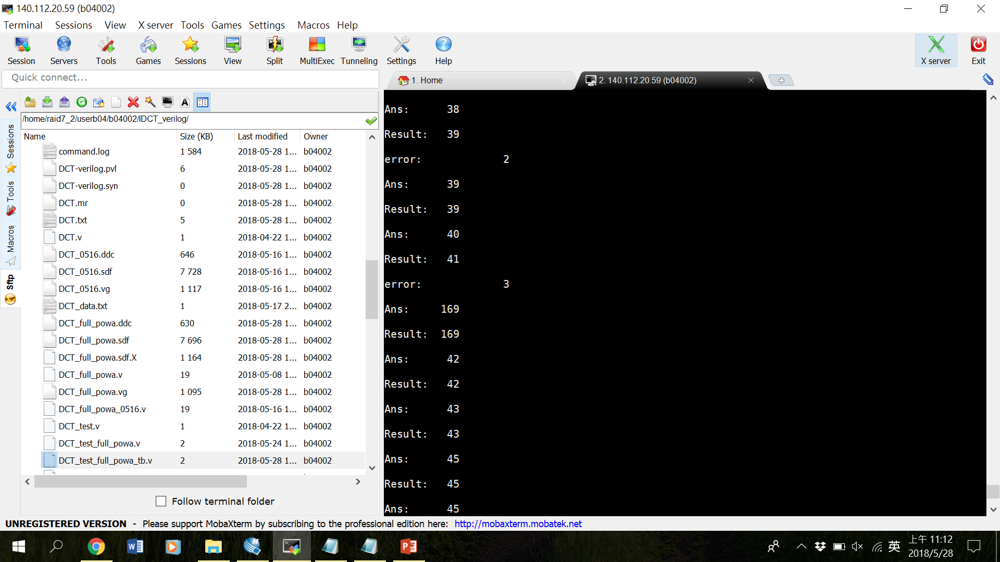 140.112.20.59 (b04002)
Terminal Sessions View X server Tools Games Settings Macros Help
Session Servers Tools Games Sessions View Split MultiExec Tunneling Settings Help X server Exit
Quick connect...
1. Home
2. 140.112.20.59 (b04002)
Sessions
Tools
Macros
Sftp
/home/raid7_2/userb04/b04002/IDCT_verilog/
Name Size (KB) Last modified Owner
command.log 1 584 2018-05-28 1... b04002
DCT-verilog.pvl 6 2018-05-28 1... b04002
DCT-verilog.syn 0 2018-05-28 1... b04002
DCT.mr 0 2018-05-28 1... b04002
DCT.txt 5 2018-05-28 1... b04002
DCT.v 1 2018-04-22 1... b04002
DCT_0516.ddc 646 2018-05-16 1... b04002
DCT_0516.sdf 7 728 2018-05-16 1... b04002
DCT_0516.vg 1 117 2018-05-16 1... b04002
DCT_data.txt 1 2018-05-17 2... b04002
DCT_full_powa.ddc 630 2018-05-28 1... b04002
DCT_full_powa.sdf 7 696 2018-05-28 1... b04002
DCT_full_powa.sdf.X 1 164 2018-05-28 1... b04002
DCT_full_powa.v 19 2018-05-08 1... b04002
DCT_full_powa.vg 1 095 2018-05-28 1... b04002
DCT_full_powa_0516.v 19 2018-05-16 1... b04002
DCT_test.v 1 2018-04-22 1... b04002
DCT_test_full_powa.v 2 2018-05-24 1... b04002
DCT_test_full_powa_tb.v 2 2018-05-28 1... b04002
Follow terminal folder
Ans: 38
Result: 39
error: 2
Ans: 39
Result: 39
Ans: 40
Result: 41
error: 3
Ans: 169
Result: 169
Ans: 42
Result: 42
Ans: 43
Result: 43
Ans: 45
Result: 45
Ans: 45
UNREGISTERED VERSION - Please support MobaXterm by subscribing to the professional edition here: http://mobaxterm.mobatek.net
英
上午 11:12
2018/5/28